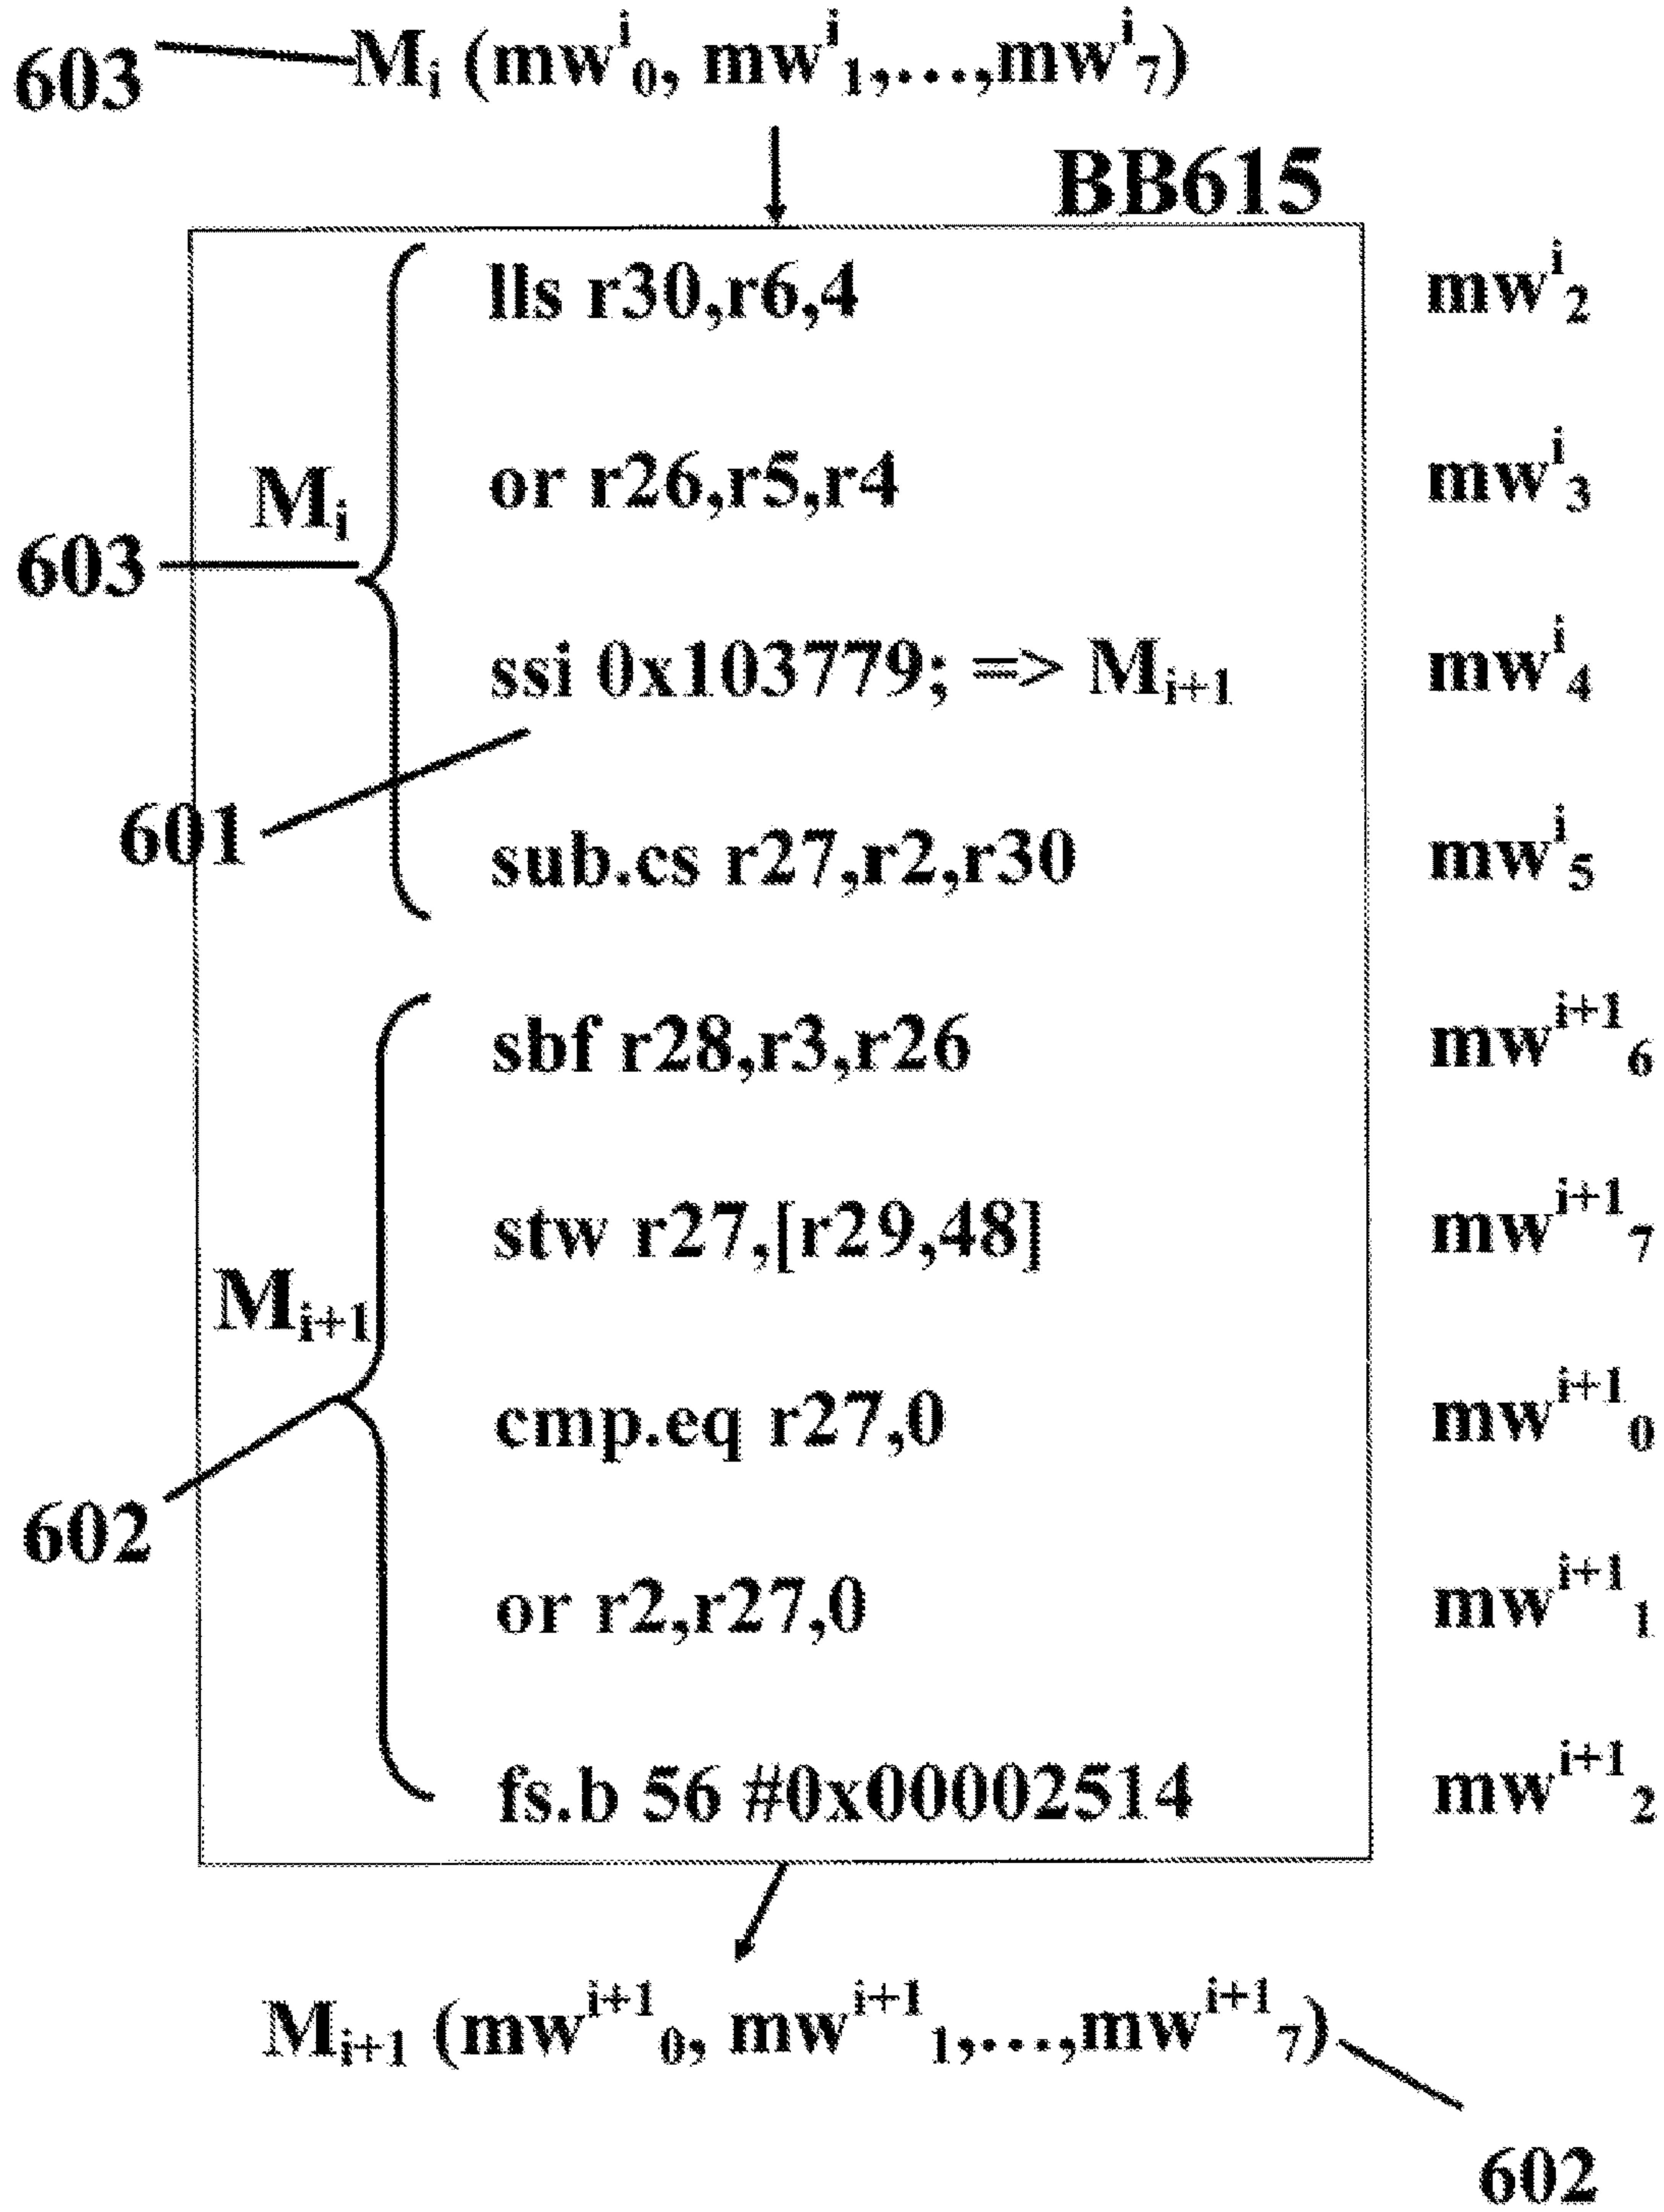 603 Mᵢ (mwⁱ₀, mwⁱ₁,…,mwⁱ₇)
BB615
lls r30,r6,4 mwⁱ₂
or r26,r5,r4 mwⁱ₃
Mᵢ
603
ssi 0x103779; => Mᵢ₊₁ mwⁱ₄
601
sub.cs r27,r2,r30 mwⁱ₅
sbf r28,r3,r26 mwⁱ⁺¹₆
stw r27,[r29,48] mwⁱ⁺¹₇
Mᵢ₊₁
cmp.eq r27,0 mwⁱ⁺¹₀
602
or r2,r27,0 mwⁱ⁺¹₁
fs.b 56 #0x00002514 mwⁱ⁺¹₂
Mᵢ₊₁ (mwⁱ⁺¹₀, mwⁱ⁺¹₁,…,mwⁱ⁺¹₇)
602